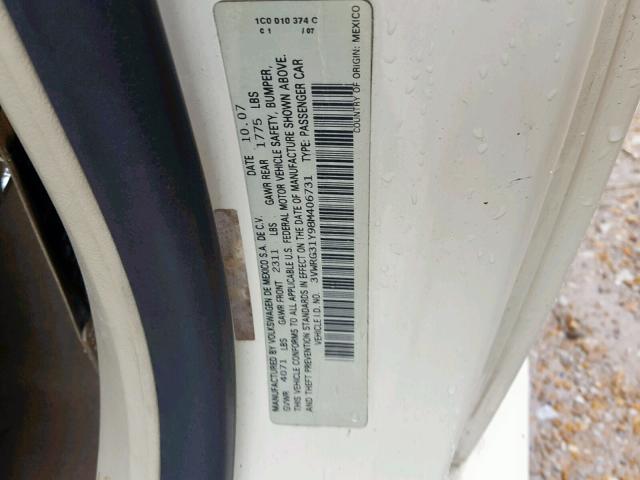 MANUFACTURED BY VOLKSWAGEN DE MEXICO S.A. DE C.V. DATE 10.07
GVWR 4071 LBS GAWR FRONT 2311 LBS GAWR REAR 1775 LBS
THIS VEHICLE CONFORMS TO ALL APPLICABLE U.S. FEDERAL MOTOR VEHICLE SAFETY, BUMPER,
AND THEFT PREVENTION STANDARDS IN EFFECT ON THE DATE OF MANUFACTURE SHOWN ABOVE.
VEHICLE I.D. NO. 3VWRG31Y98M406731 TYPE: PASSENGER CAR
COUNTRY OF ORIGIN: MEXICO
1C0 010 374 C
C 1 / 07